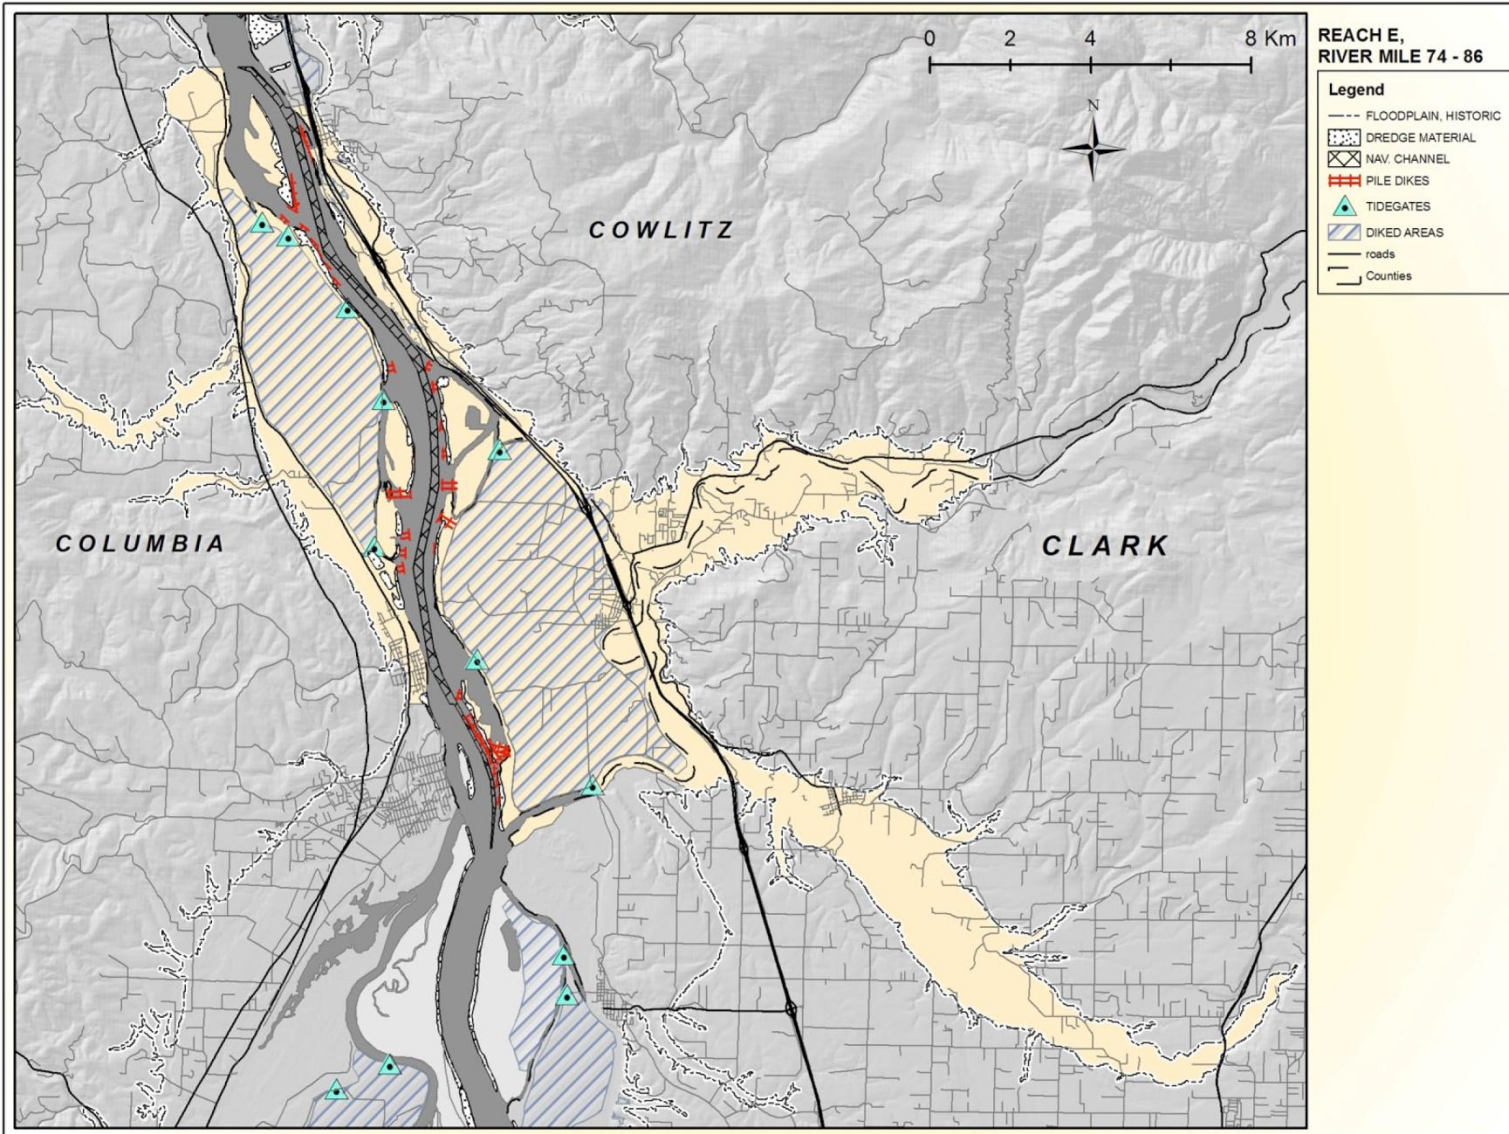 0 2 4 8 Km
N
COWLITZ
COLUMBIA
CLARK
REACH E,
RIVER MILE 74 - 86
Legend
FLOODPLAIN, HISTORIC
DREDGE MATERIAL
NAV. CHANNEL
PILE DIKES
TIDEGATES
DIKED AREAS
roads
Counties